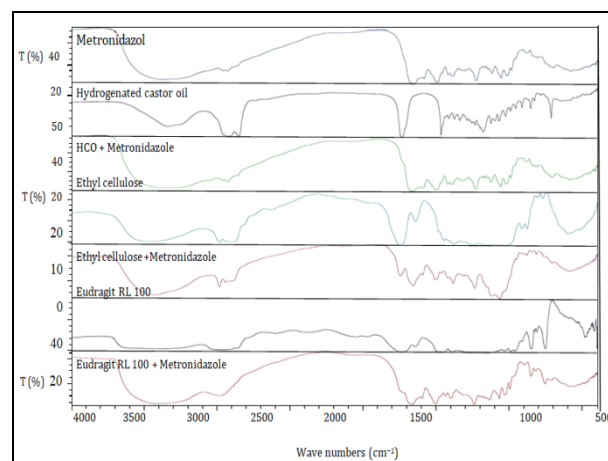 Metronidazol
T (%) 40
20
Hydrogenated castor oil
50
HCO + Metronidazole
40
T (%)
Ethyl cellusose
20
T (%)
20
Ethyl cellulose +Metronidazole
10
Eudragit RL 100
0
40
Eudragit RL 100 + Metronidazole
T (%) 20
4000 3000 2500 2000 1500 1000 500
Wave numbers (cm⁻¹)